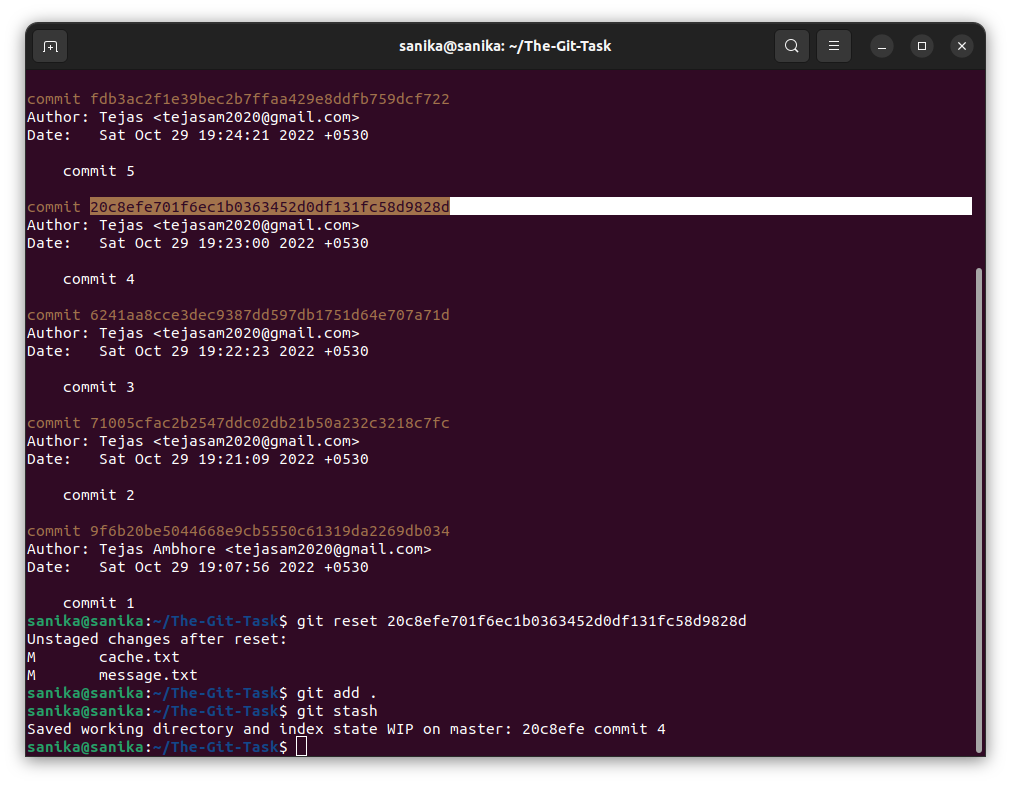 sanika@sanika: ~/The-Git-Task
commit fdb3ac2f1e39bec2b7ffaa429e8ddfb759dcf722
Author: Tejas <tejasam2020@gmail.com>
Date:   Sat Oct 29 19:24:21 2022 +0530
    commit 5
commit 20c8efe701f6ec1b0363452d0df131fc58d9828d
Author: Tejas <tejasam2020@gmail.com>
Date:   Sat Oct 29 19:23:00 2022 +0530
    commit 4
commit 6241aa8cce3dec9387dd597db1751d64e707a71d
Author: Tejas <tejasam2020@gmail.com>
Date:   Sat Oct 29 19:22:23 2022 +0530
    commit 3
commit 71005cfac2b2547ddc02db21b50a232c3218c7fc
Author: Tejas <tejasam2020@gmail.com>
Date:   Sat Oct 29 19:21:09 2022 +0530
    commit 2
commit 9f6b20be5044668e9cb5550c61319da2269db034
Author: Tejas Ambhore <tejasam2020@gmail.com>
Date:   Sat Oct 29 19:07:56 2022 +0530
    commit 1
sanika@sanika:~/The-Git-Task$ git reset 20c8efe701f6ec1b0363452d0df131fc58d9828d
Unstaged changes after reset:
M       cache.txt
M       message.txt
sanika@sanika:~/The-Git-Task$ git add .
sanika@sanika:~/The-Git-Task$ git stash
Saved working directory and index state WIP on master: 20c8efe commit 4
sanika@sanika:~/The-Git-Task$